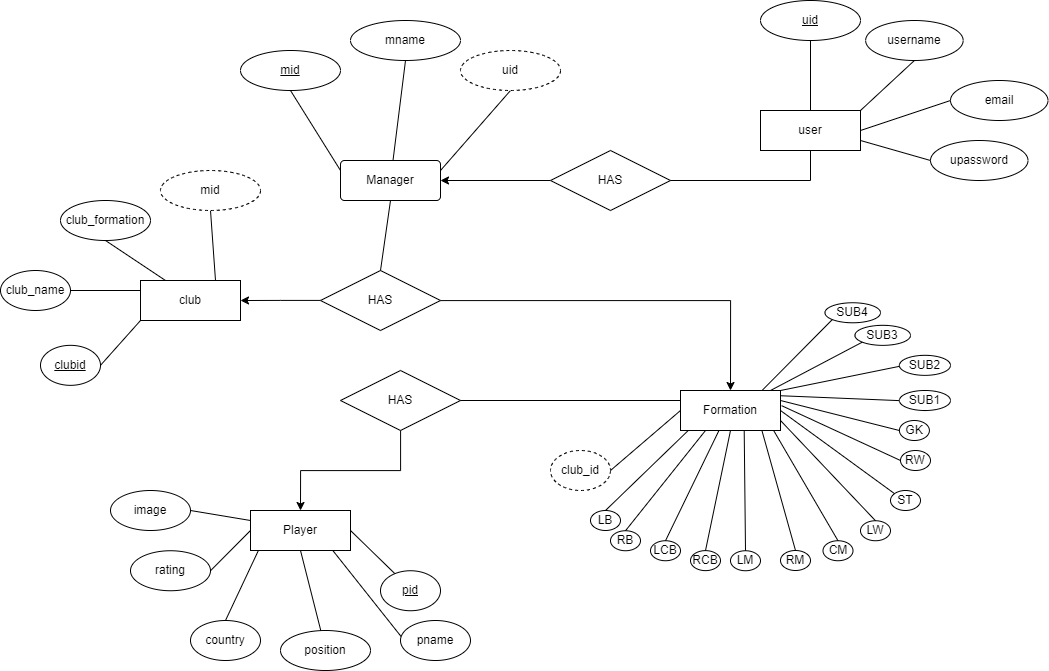 uid
mname
username
mid
uid
email
user
upassword
Manager
HAS
mid
club_formation
club_name
club
HAS
SUB4
SUB3
clubid
SUB2
HAS
SUB1
Formation
GK
RW
club_id
ST
image
LB
Player
LW
RB
LCB
RCB
LM
RM
CM
rating
pid
country
position
pname